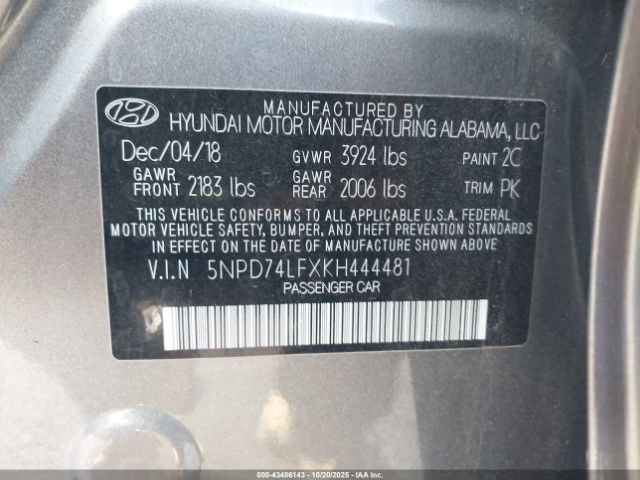 MANUFACTURED BY
HYUNDAI MOTOR MANUFACTURING ALABAMA, LLC
Dec/04/18 GVWR 3924 lbs PAINT 2C
GAWR FRONT 2183 lbs GAWR REAR 2006 lbs TRIM PK
THIS VEHICLE CONFORMS TO ALL APPLICABLE U.S.A. FEDERAL
MOTOR VEHICLE SAFETY, BUMPER, AND THEFT PREVENTION STANDARDS
IN EFFECT ON THE DATE OF MANUFACTURE SHOWN ABOVE.
V.I.N 5NPD74LFXKH444481
PASSENGER CAR
000-43486143 - 10/20/2025 - IAAI.COM